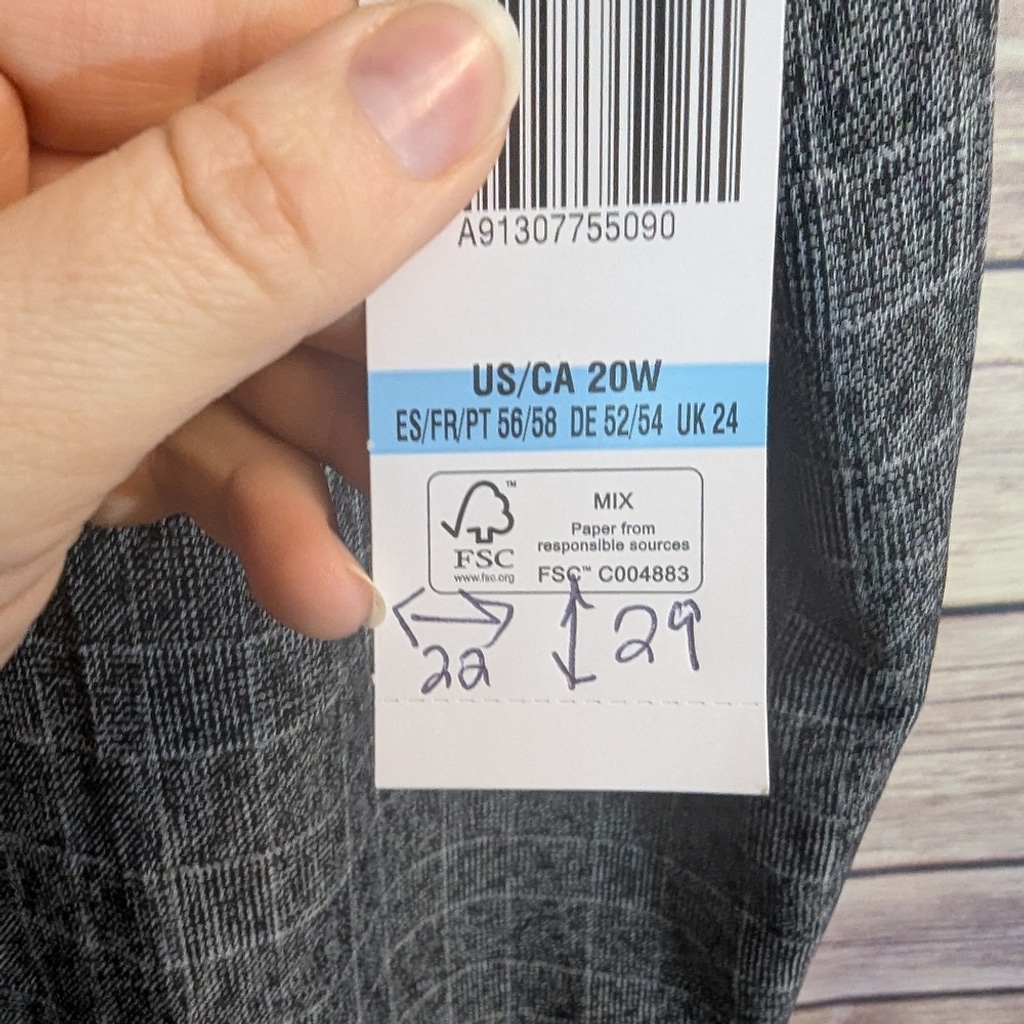 A91307755090
US/CA 20W
ES/FR/PT 56/58 DE 52/54 UK 24
™
MIX
Paper from
responsible sources
FSC
www.fsc.org
FSC™ C004883
22
29